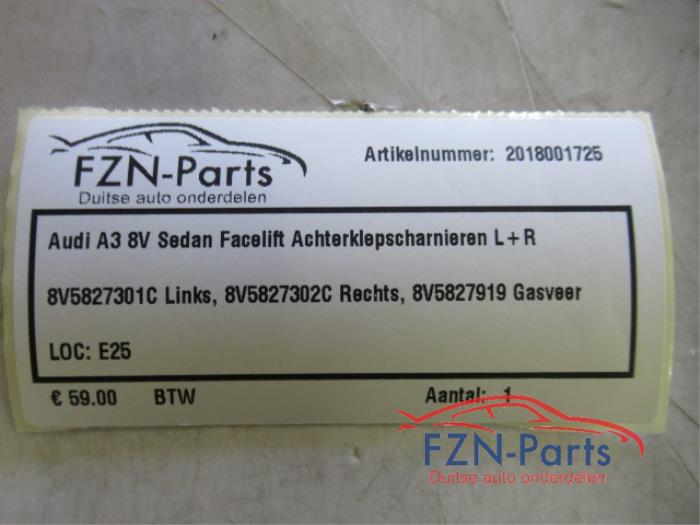 FZN-Parts
Duitse auto onderdelen
Artikelnummer: 2018001725
Audi A3 8V Sedan Facelift Achterklepscharnieren L+R
8V5827301C Links, 8V5827302C Rechts, 8V5827919 Gasveer
LOC: E25
€ 59.00 BTW Aantal: 1
FZN-Parts
Duitse auto onderdelen